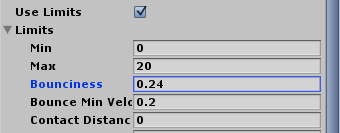 Use Limits
Limits
Min 0
Max 20
Bounciness 0.24
Bounce Min Velo 0.2
Contact Distanc 0